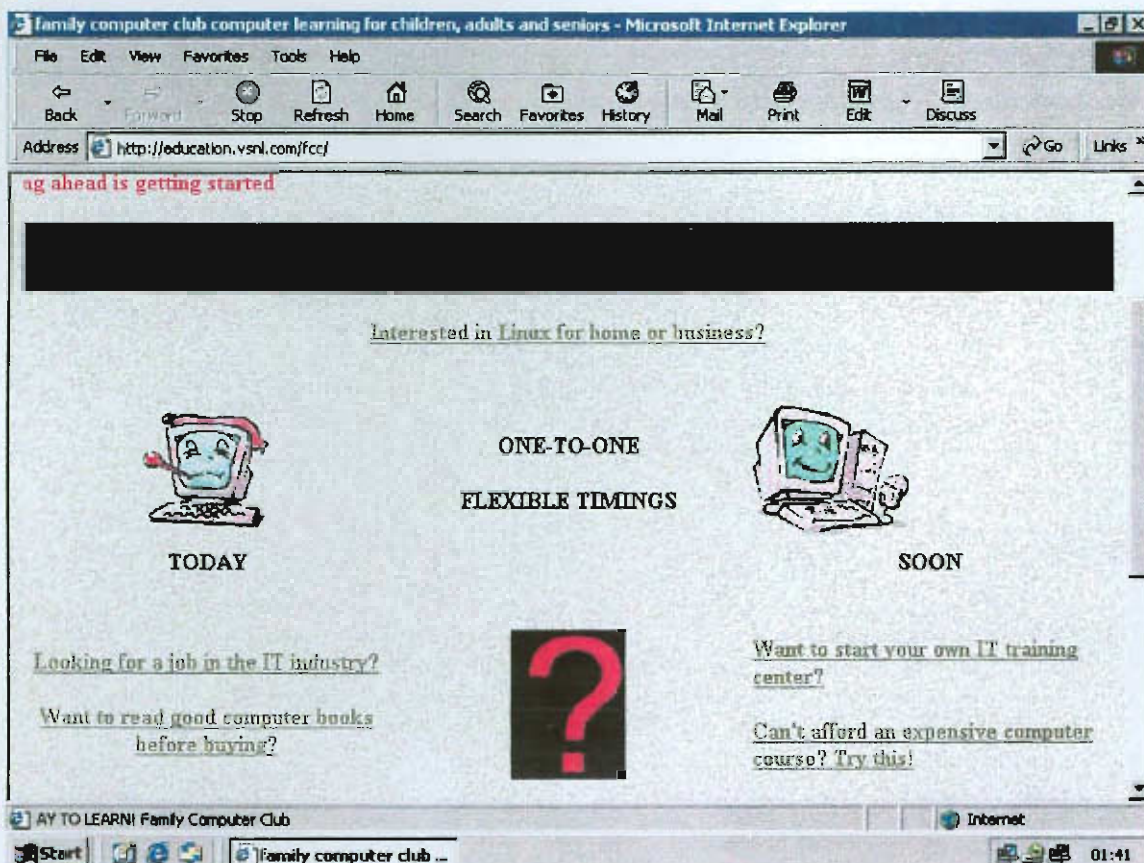 family computer club computer learning for children, adults and seniors - Microsoft Internet Explorer
File Edit View Favorites Tools Help
Back Forward Stop Refresh Home Search Favorites History Mail Print Edit Discuss
Address http://education.vsnl.com/fcc/ Go Links »
ng ahead is getting started
Interested in Linux for home or business?
ONE-TO-ONE
FLEXIBLE TIMINGS
TODAY
SOON
Looking for a job in the IT industry?
Want to read good computer books
before buying?
?
Want to start your own IT training
center?
Can't afford an expensive computer
course? Try this!
AY TO LEARN! Family Computer Club Internet
Start family computer club ... 01:41